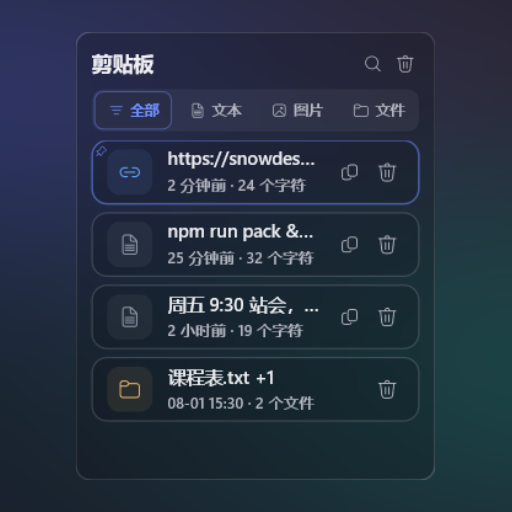 剪贴板
全部 文本 图片 文件
https://snowdes...
2 分钟前 · 24 个字符
npm run pack &...
25 分钟前 · 32 个字符
周五 9:30 站会，...
2 小时前 · 19 个字符
课程表.txt +1
08-01 15:30 · 2 个文件